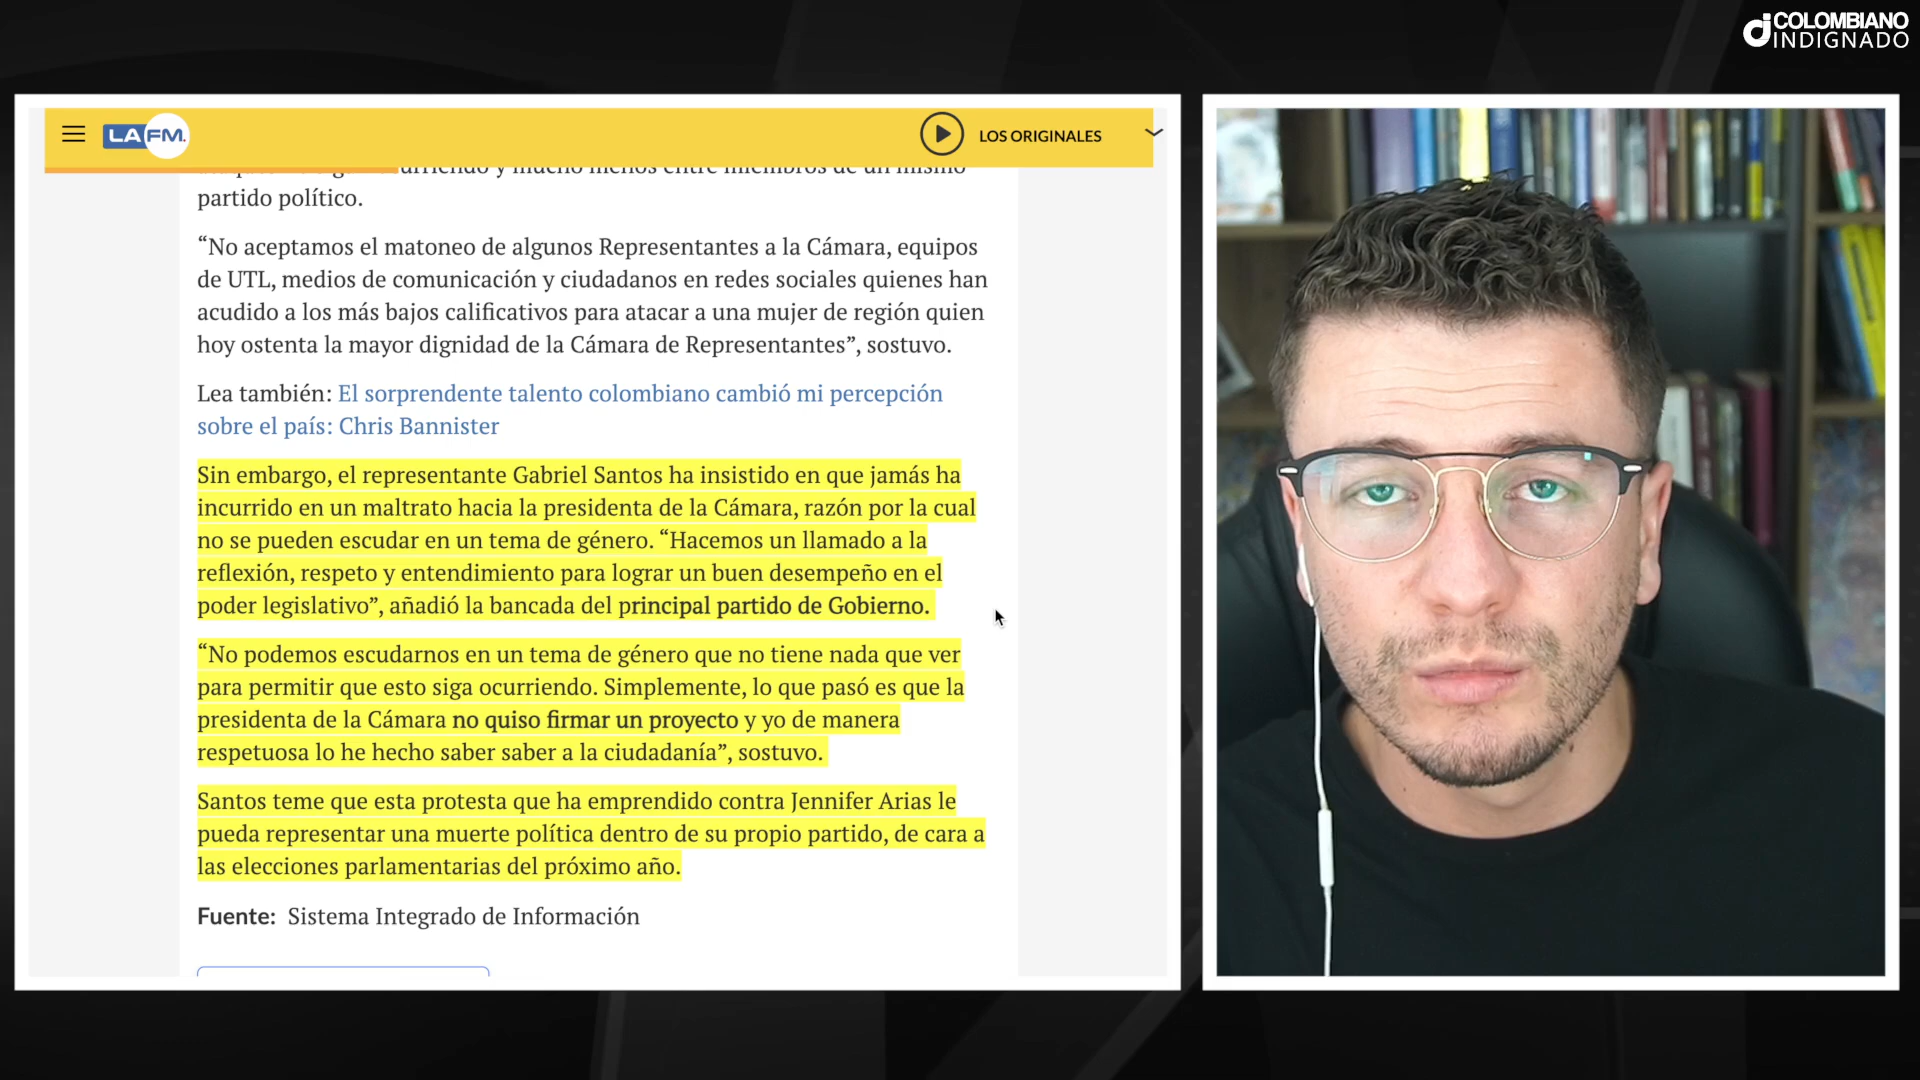 COLOMBIANO
INDIGNADO
LA FM.
LOS ORIGINALES
urriendo y mucho menos entre miembros de un mismo
partido político.
“No aceptamos el matoneo de algunos Representantes a la Cámara, equipos
de UTL, medios de comunicación y ciudadanos en redes sociales quienes han
acudido a los más bajos calificativos para atacar a una mujer de región quien
hoy ostenta la mayor dignidad de la Cámara de Representantes”, sostuvo.
Lea también: El sorprendente talento colombiano cambió mi percepción
sobre el país: Chris Bannister
Sin embargo, el representante Gabriel Santos ha insistido en que jamás ha
incurrido en un maltrato hacia la presidenta de la Cámara, razón por la cual
no se pueden escudar en un tema de género. “Hacemos un llamado a la
reflexión, respeto y entendimiento para lograr un buen desempeño en el
poder legislativo”, añadió la bancada del principal partido de Gobierno.
“No podemos escudarnos en un tema de género que no tiene nada que ver
para permitir que esto siga ocurriendo. Simplemente, lo que pasó es que la
presidenta de la Cámara no quiso firmar un proyecto y yo de manera
respetuosa lo he hecho saber saber a la ciudadanía”, sostuvo.
Santos teme que esta protesta que ha emprendido contra Jennifer Arias le
pueda representar una muerte política dentro de su propio partido, de cara a
las elecciones parlamentarias del próximo año.
Fuente: Sistema Integrado de Información